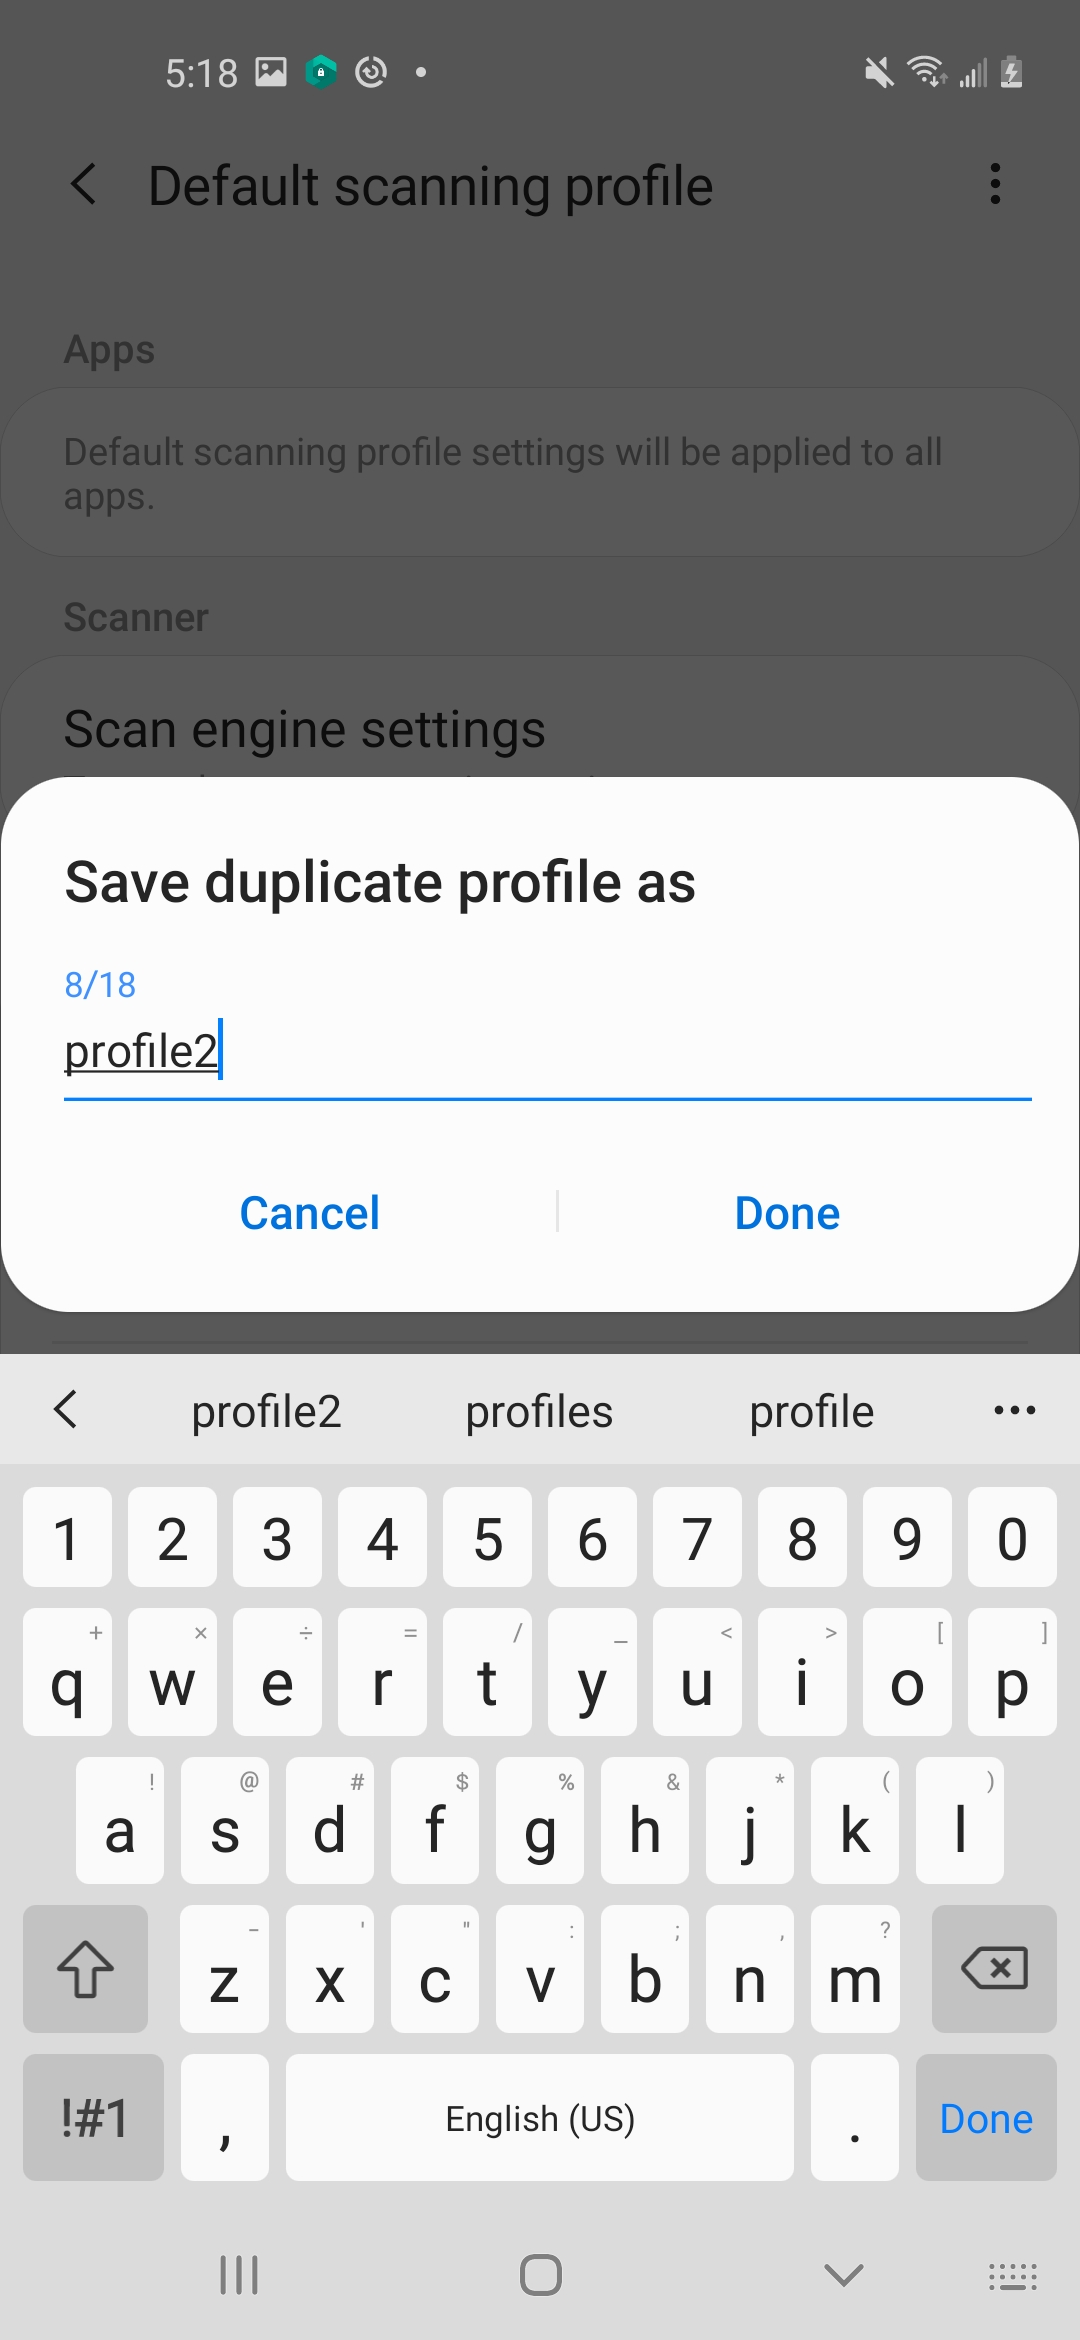 5:18
Default scanning profile
Apps
Default scanning profile settings will be applied to all
apps.
Scanner
Scan engine settings
Save duplicate profile as
8/18
profile2
Cancel
Done
profile2 profiles profile
1 2 3 4 5 6 7 8 9 0
+ × ÷ = / _ < > [ ]
q w e r t y u i o p
! @ # $ % & * ( )
a s d f g h j k l
- ' " : ; , ?
z x c v b n m
!#1 , English (US) . Done